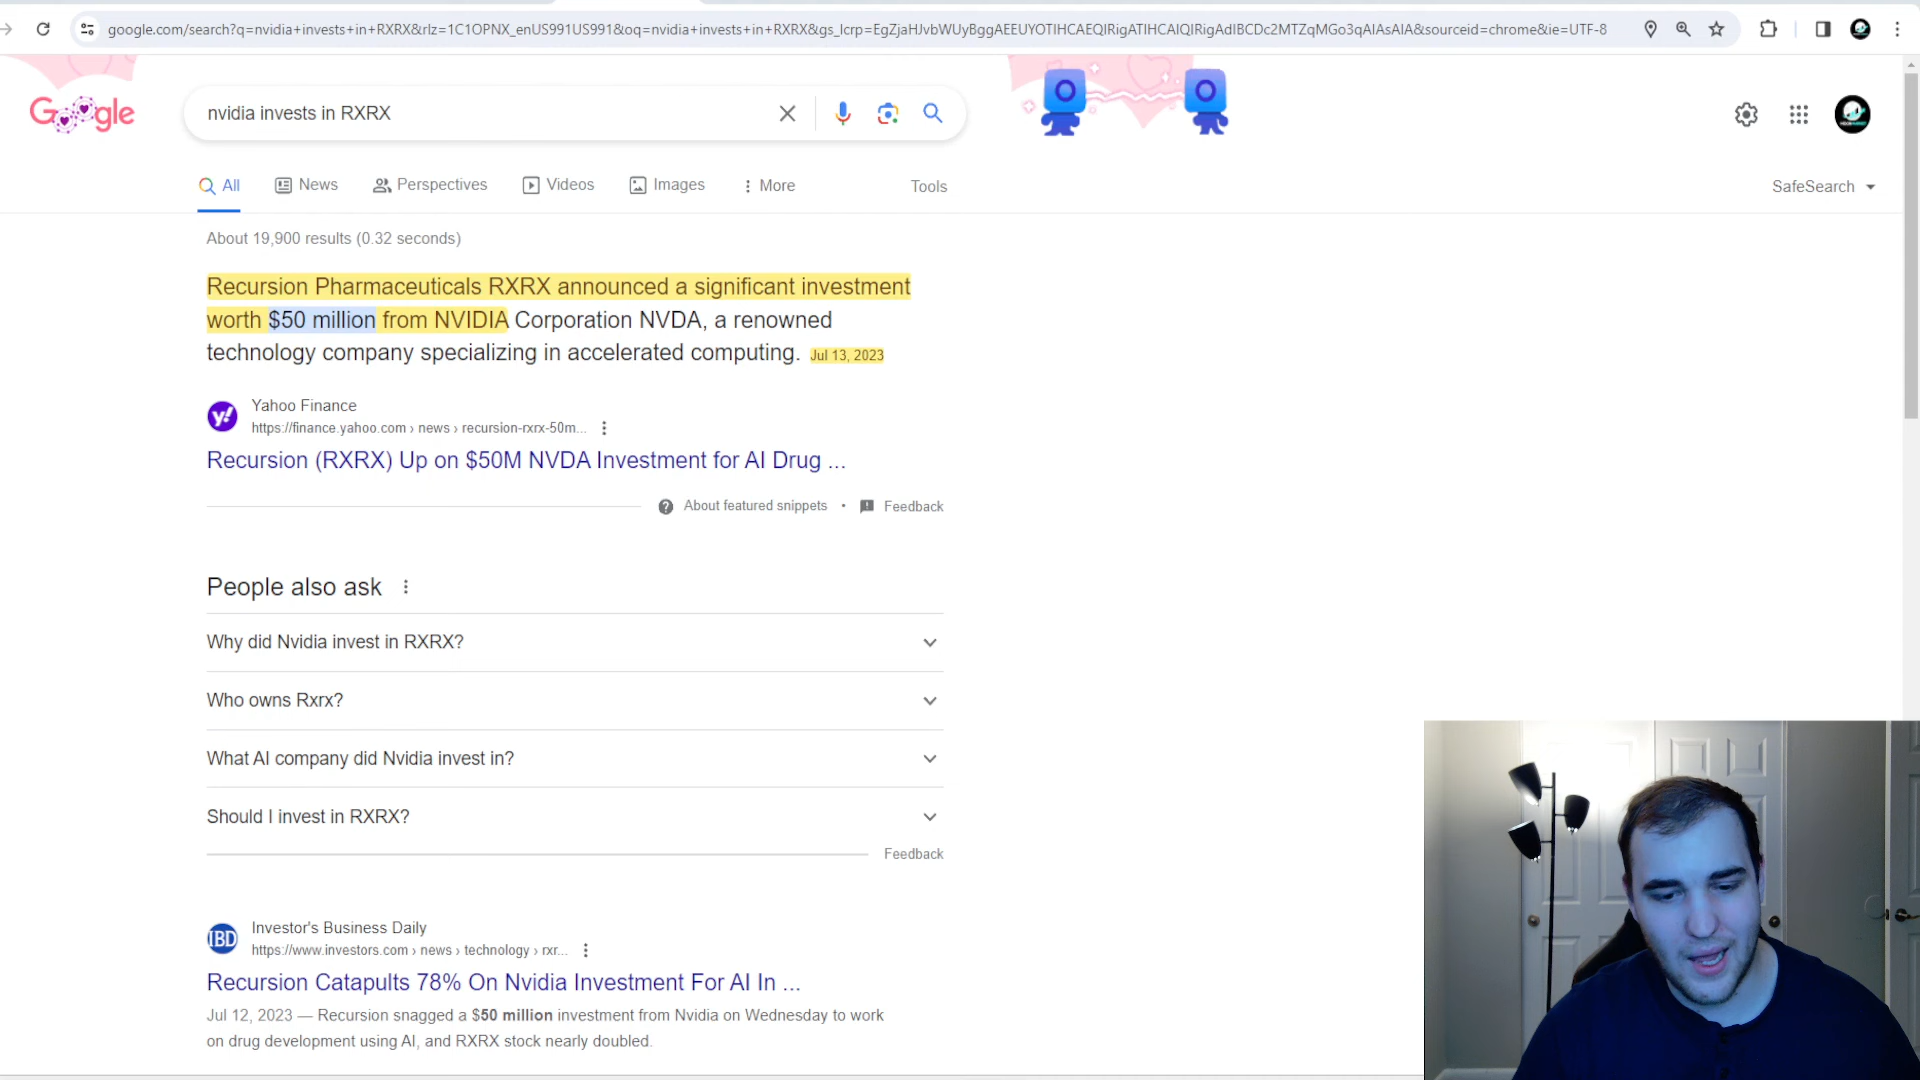 google.com/search?q=nvidia+invests+in+RXRX&rlz=1C1OPNX_enUS991US991&oq=nvidia+invests+in+RXRX&gs_lcrp=EgZjaHJvbWUyBggAEEUYOTIHCAEQIRigATIHCAIQIRigAdIBCDc2MTZqMGo3qAIAsAIA&sourceid=chrome&ie=UTF-8
Google
nvidia invests in RXRX
All
News
Perspectives
Videos
Images
More
Tools
SafeSearch
About 19,900 results (0.32 seconds)
Recursion Pharmaceuticals RXRX announced a significant investment
worth $50 million from NVIDIA Corporation NVDA, a renowned
technology company specializing in accelerated computing. Jul 13, 2023
y!
Yahoo Finance
https://finance.yahoo.com › news › recursion-rxrx-50m...
Recursion (RXRX) Up on $50M NVDA Investment for AI Drug ...
About featured snippets • Feedback
People also ask
Why did Nvidia invest in RXRX?
Who owns Rxrx?
What AI company did Nvidia invest in?
Should I invest in RXRX?
Feedback
IBD
Investor's Business Daily
https://www.investors.com › news › technology › rxr...
Recursion Catapults 78% On Nvidia Investment For AI In ...
Jul 12, 2023 — Recursion snagged a $50 million investment from Nvidia on Wednesday to work
on drug development using AI, and RXRX stock nearly doubled.